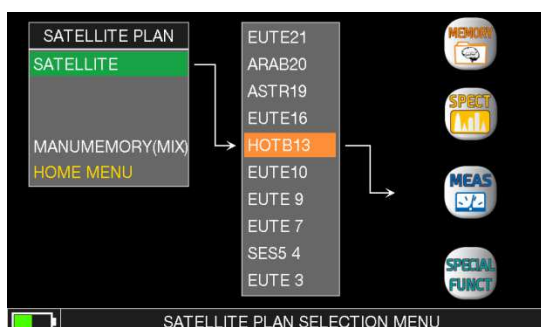 SATELLITE PLAN
SATELLITE
MANUMEMORY(MIX)
HOME MENU
EUTE21
ARAB20
ASTR19
EUTE16
HOTB13
EUTE10
EUTE 9
EUTE 7
SES5 4
EUTE 3
MEMORY
SPECT
MEAS
SPECIAL
FUNCT
SATELLITE PLAN SELECTION MENU